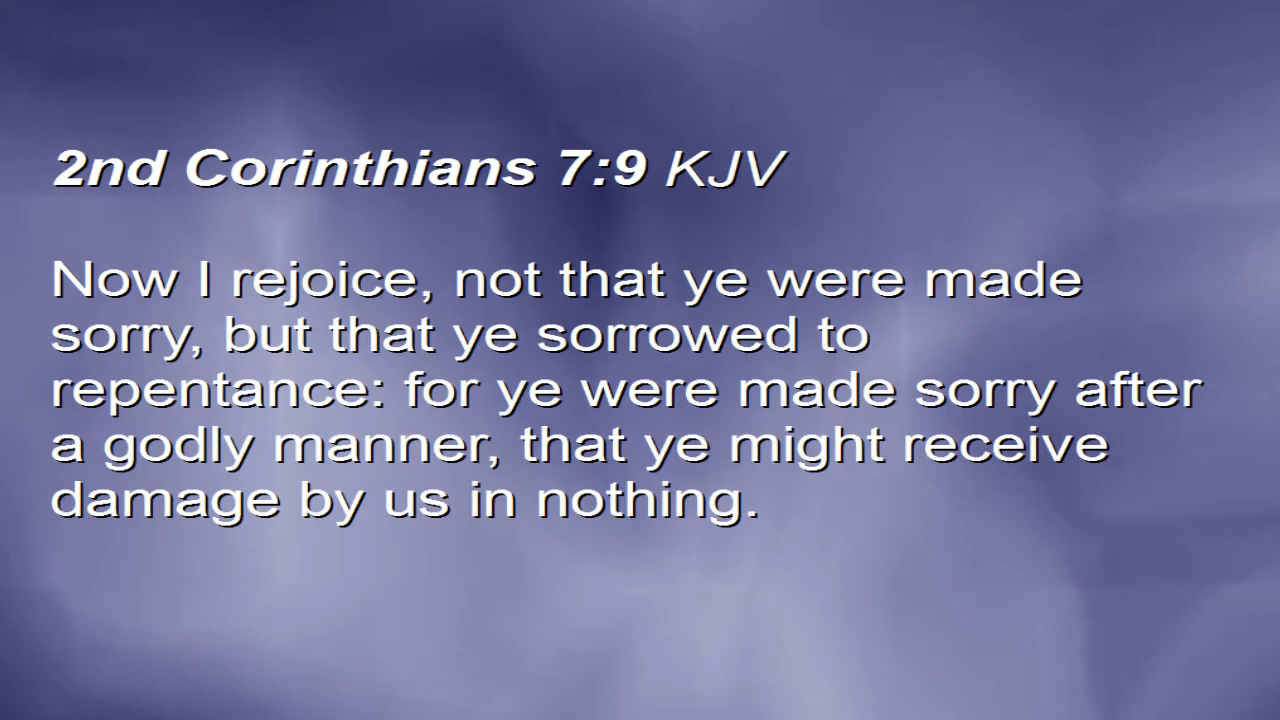 2nd Corinthians 7:9 KJV
Now I rejoice, not that ye were made
sorry, but that ye sorrowed to
repentance: for ye were made sorry after
a godly manner, that ye might receive
damage by us in nothing.